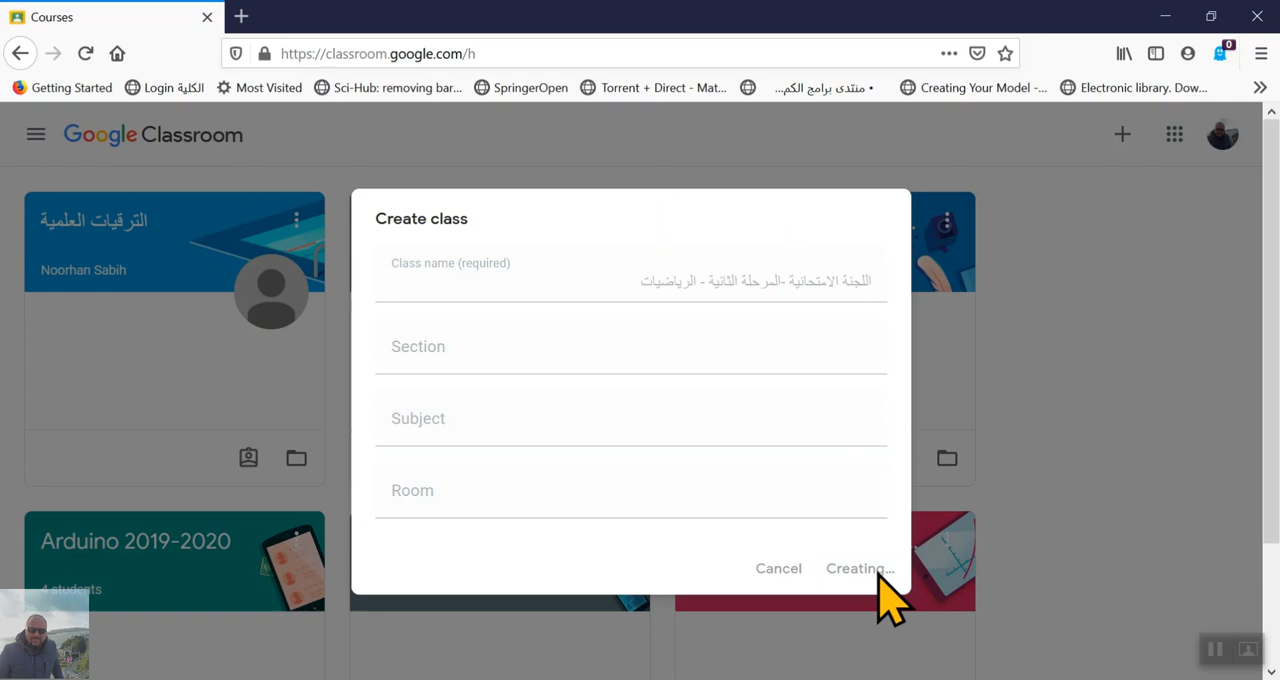 Courses
https://classroom.google.com/h
0
Getting Started
Login الكلية
Most Visited
Sci-Hub: removing bar...
SpringerOpen
Torrent + Direct - Mat...
• منتدى برامج الكم...
Creating Your Model -...
Electronic library. Dow...
Google Classroom
الترقيات العلمية
Noorhan Sabih
Create class
Class name (required)
اللجنة الامتحانية -المرحلة الثانية - الرياضيات
Section
Subject
Room
Cancel
Creating...
Arduino 2019-2020
4 students